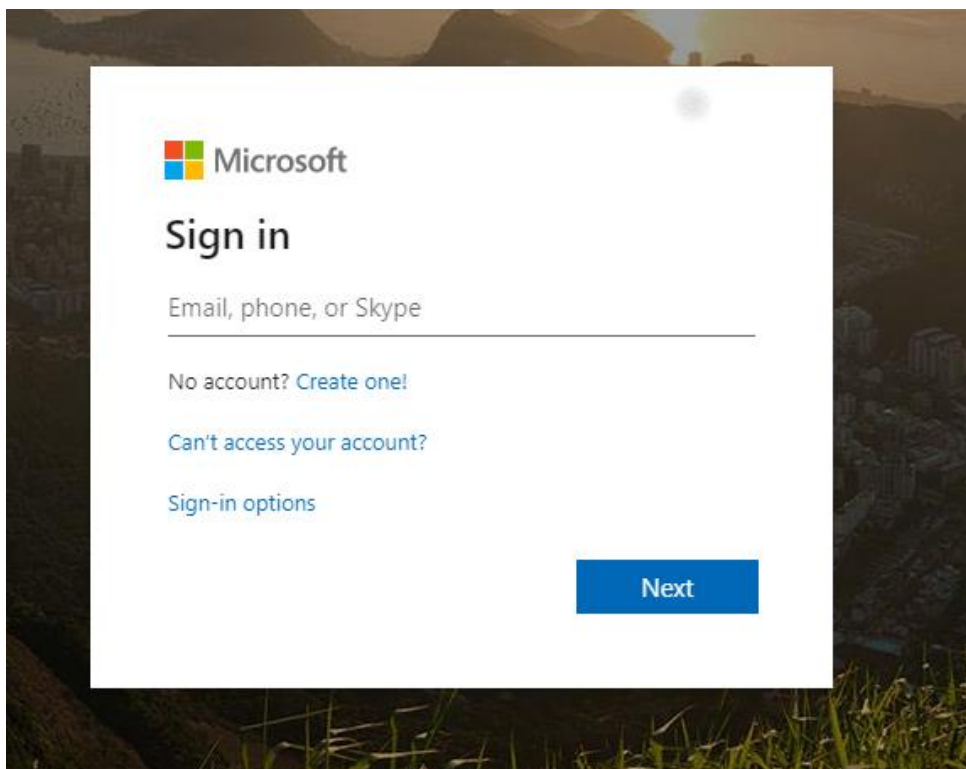 Microsoft
Sign in
Email, phone, or Skype
No account? Create one!
Can't access your account?
Sign-in options
Next